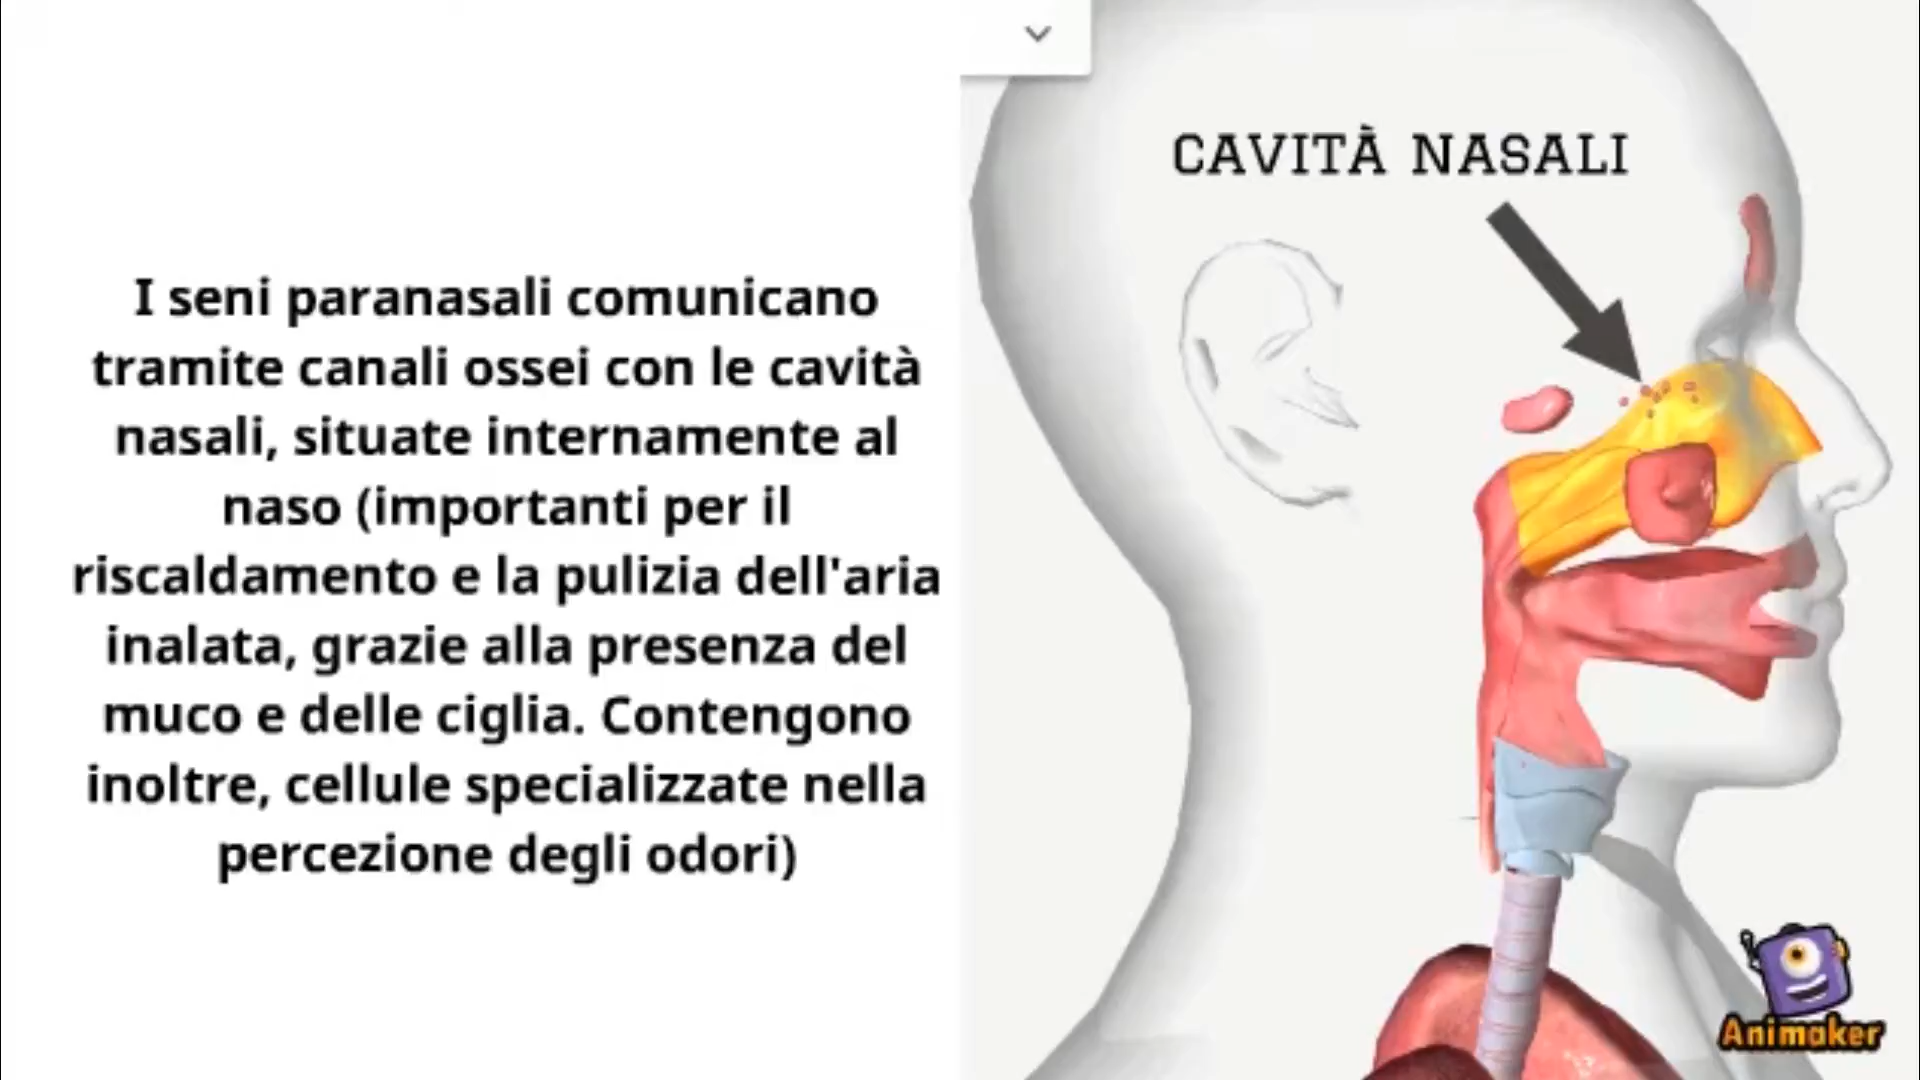 I seni paranasali comunicano
tramite canali ossei con le cavità
nasali, situate internamente al
naso (importanti per il
riscaldamento e la pulizia dell'aria
inalata, grazie alla presenza del
muco e delle ciglia. Contengono
inoltre, cellule specializzate nella
percezione degli odori)
CAVITÀ NASALI
Animaker